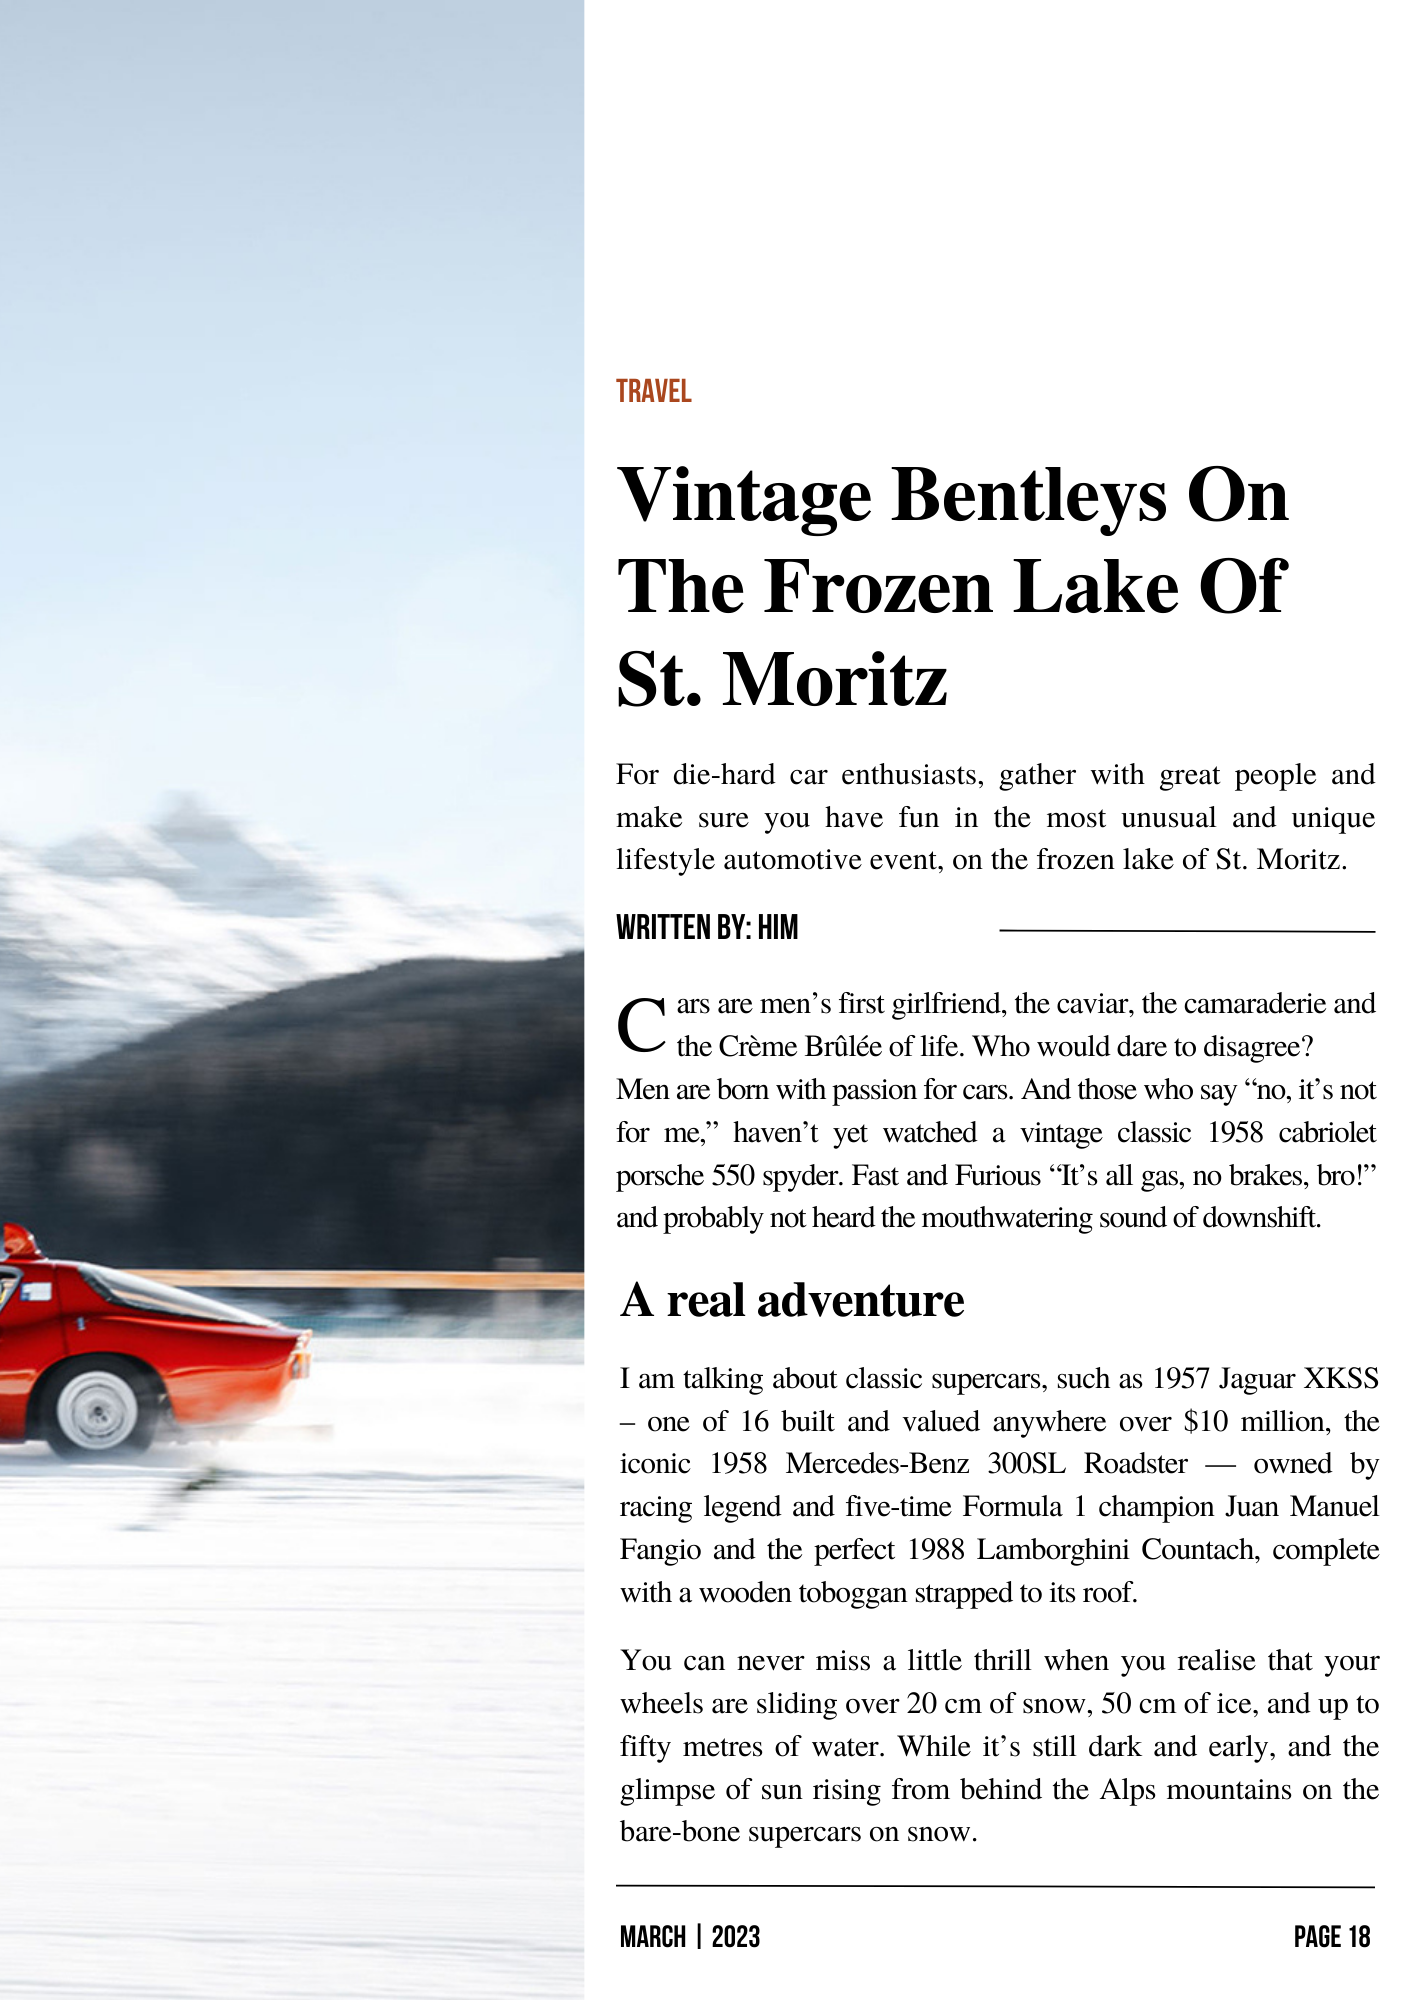 TRAVEL
Vintage Bentleys On
The Frozen Lake Of
St. Moritz
For die-hard car enthusiasts, gather with great people and
make sure you have fun in the most unusual and unique
lifestyle automotive event, on the frozen lake of St. Moritz.
WRITTEN BY: HIM
Cars are men’s first girlfriend, the caviar, the camaraderie and
the Crème Brûlée of life. Who would dare to disagree?
Men are born with passion for cars. And those who say “no, it’s not
for me,” haven’t yet watched a vintage classic 1958 cabriolet
porsche 550 spyder. Fast and Furious “It’s all gas, no brakes, bro!”
and probably not heard the mouthwatering sound of downshift.
A real adventure
I am talking about classic supercars, such as 1957 Jaguar XKSS
– one of 16 built and valued anywhere over $10 million, the
iconic 1958 Mercedes-Benz 300SL Roadster — owned by
racing legend and five-time Formula 1 champion Juan Manuel
Fangio and the perfect 1988 Lamborghini Countach, complete
with a wooden toboggan strapped to its roof.
You can never miss a little thrill when you realise that your
wheels are sliding over 20 cm of snow, 50 cm of ice, and up to
fifty metres of water. While it’s still dark and early, and the
glimpse of sun rising from behind the Alps mountains on the
bare-bone supercars on snow.
MARCH | 2023
PAGE 18